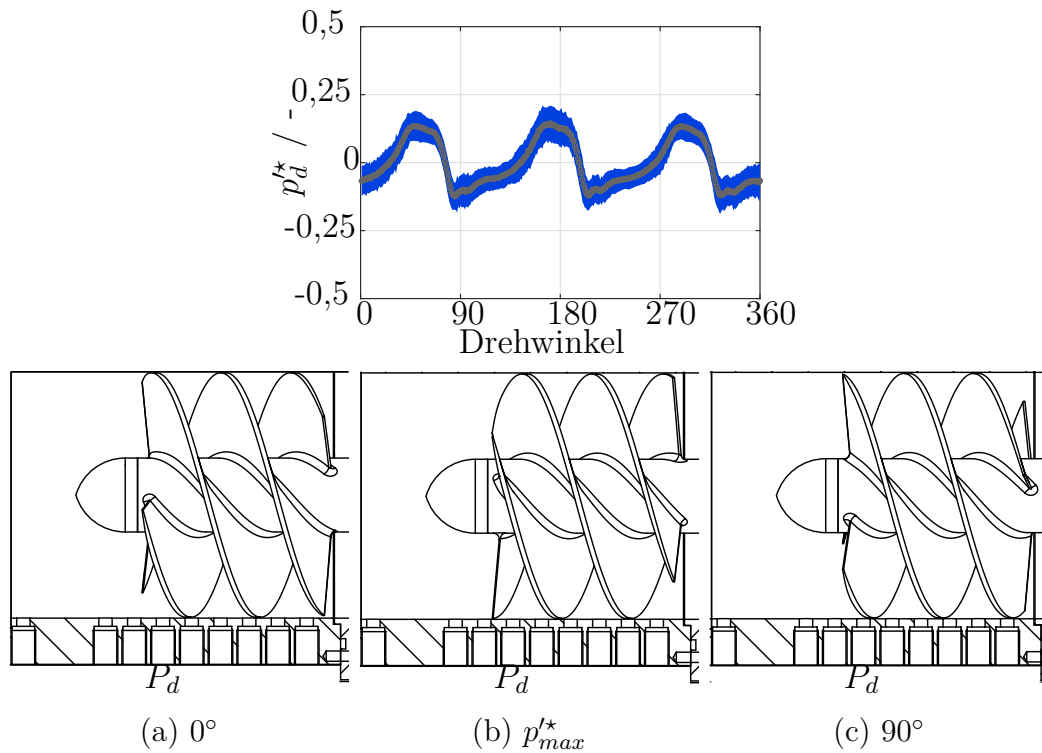 0,5
0,25
0
-0,25
-0,5
p′⋆d / -
0 90 180 270 360
Drehwinkel
Pd Pd Pd
(a) 0° (b) p′⋆max (c) 90°